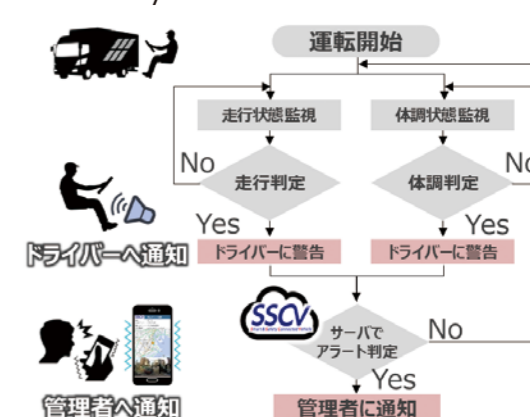 運転開始
走行状態監視
体調状態監視
No
走行判定
体調判定
No
Yes
Yes
ドライバーへ通知
ドライバーに警告
ドライバーに警告
SSCV
サーバで
アラート判定
No
Yes
管理者へ通知
管理者に通知